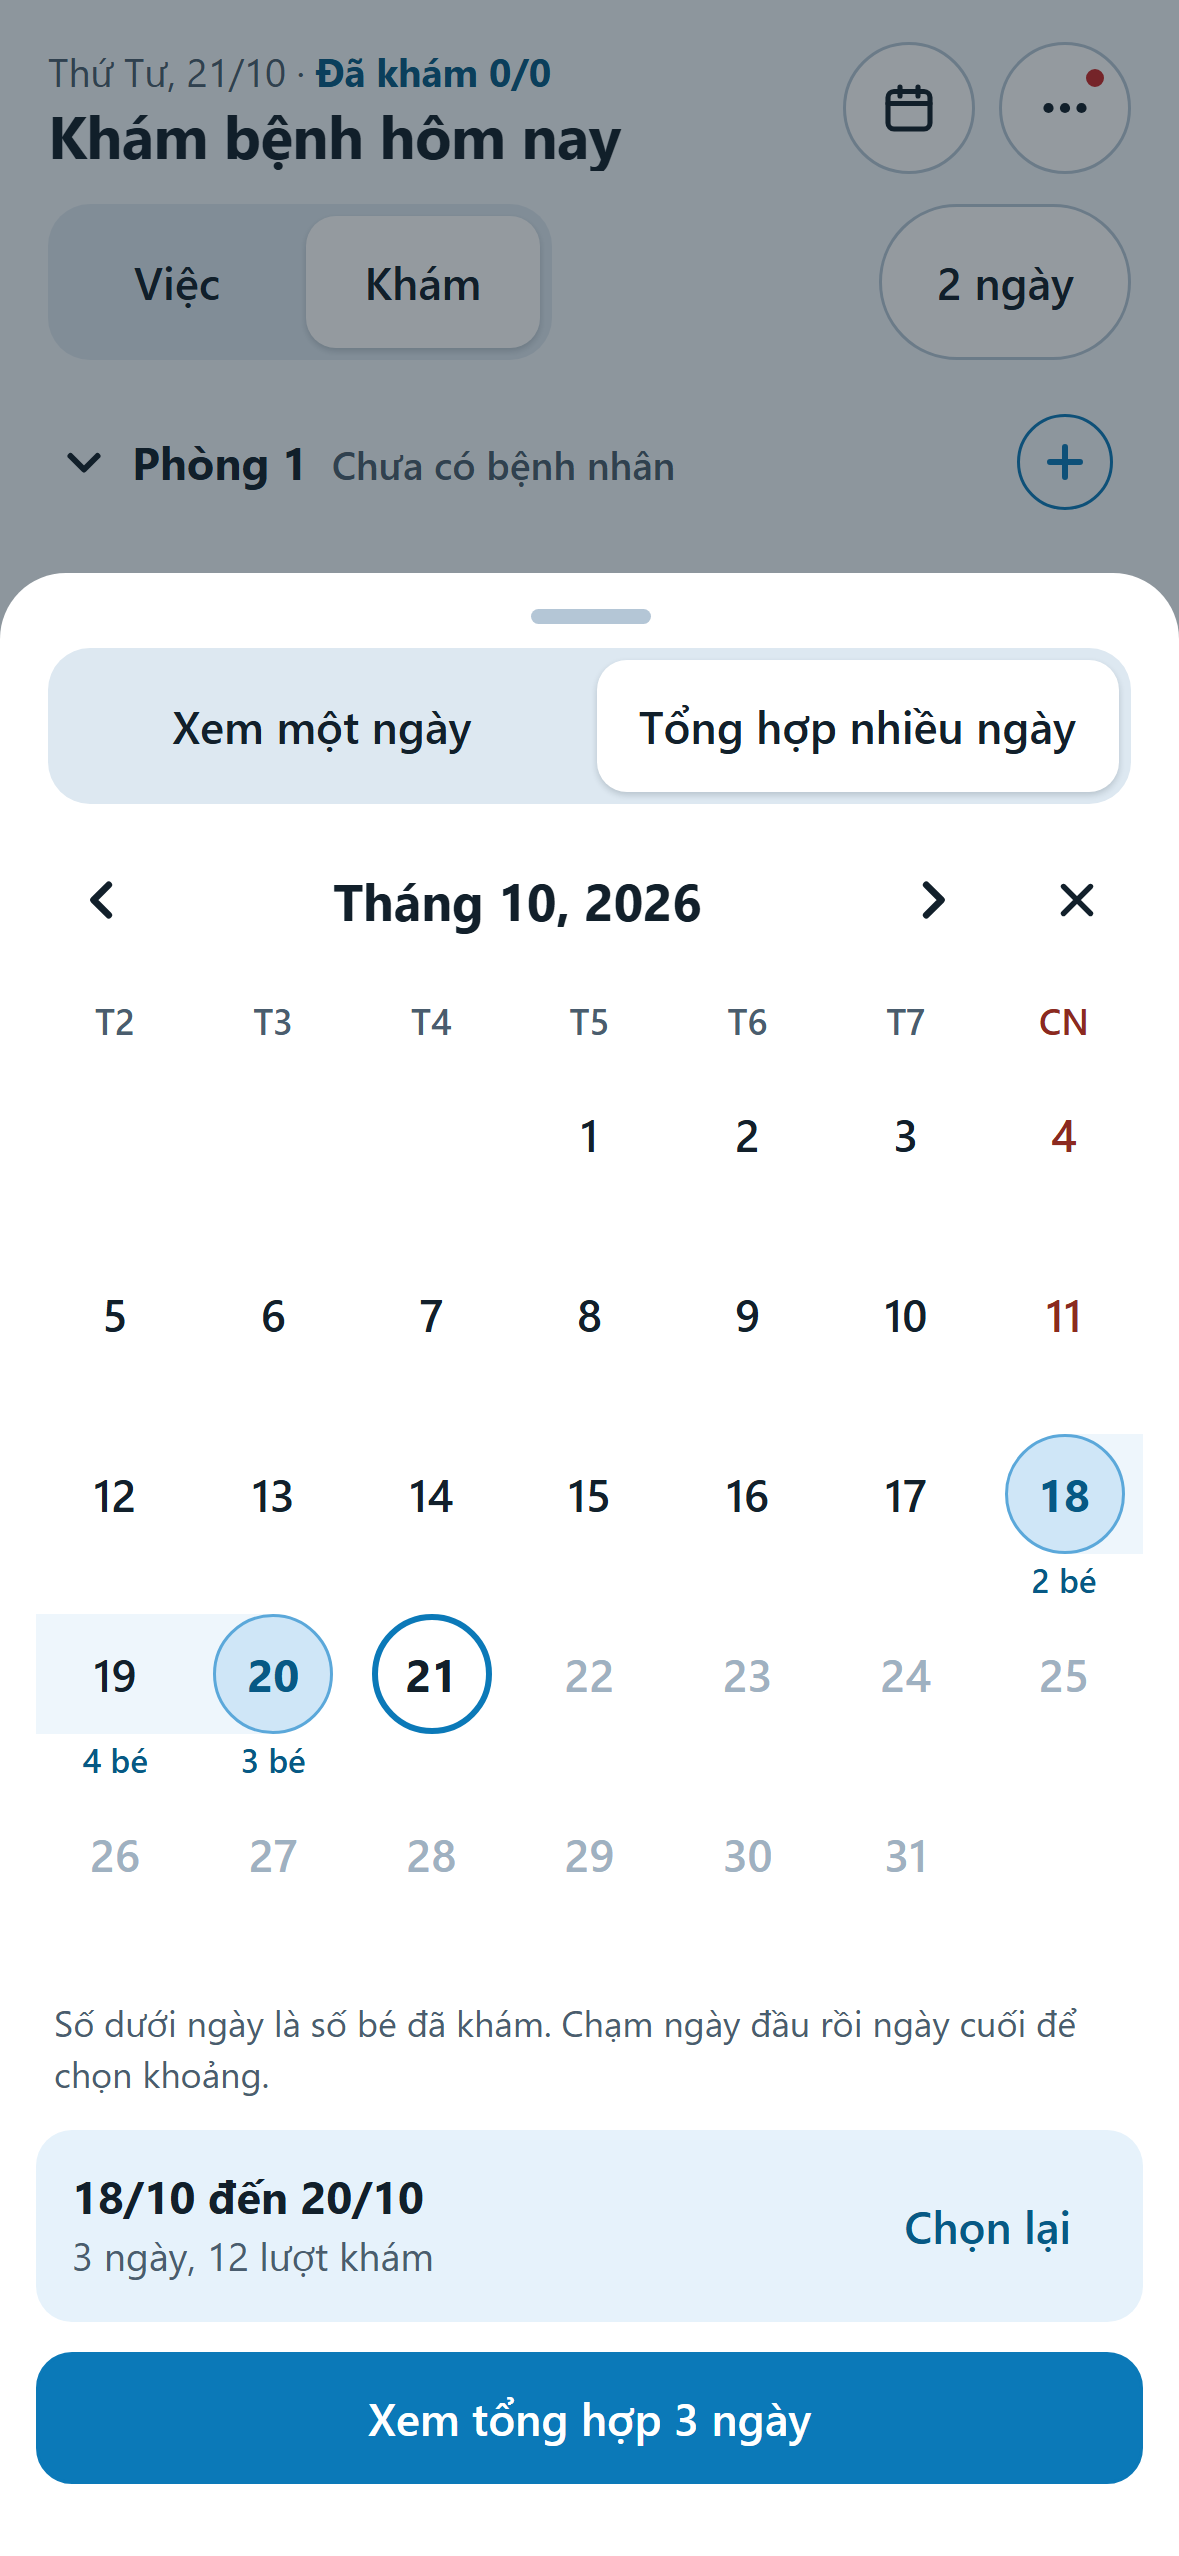 Thứ Tư, 21/10 · Đã khám 0/0
Khám bệnh hôm nay
Việc
Khám
2 ngày
Phòng 1 Chưa có bệnh nhân
Xem một ngày
Tổng hợp nhiều ngày
Tháng 10, 2026
T2 T3 T4 T5 T6 T7 CN
1 2 3 4
5 6 7 8 9 10 11
12 13 14 15 16 17 18
2 bé
19 20 21 22 23 24 25
4 bé 3 bé
26 27 28 29 30 31
Số dưới ngày là số bé đã khám. Chạm ngày đầu rồi ngày cuối để
chọn khoảng.
18/10 đến 20/10
3 ngày, 12 lượt khám
Chọn lại
Xem tổng hợp 3 ngày